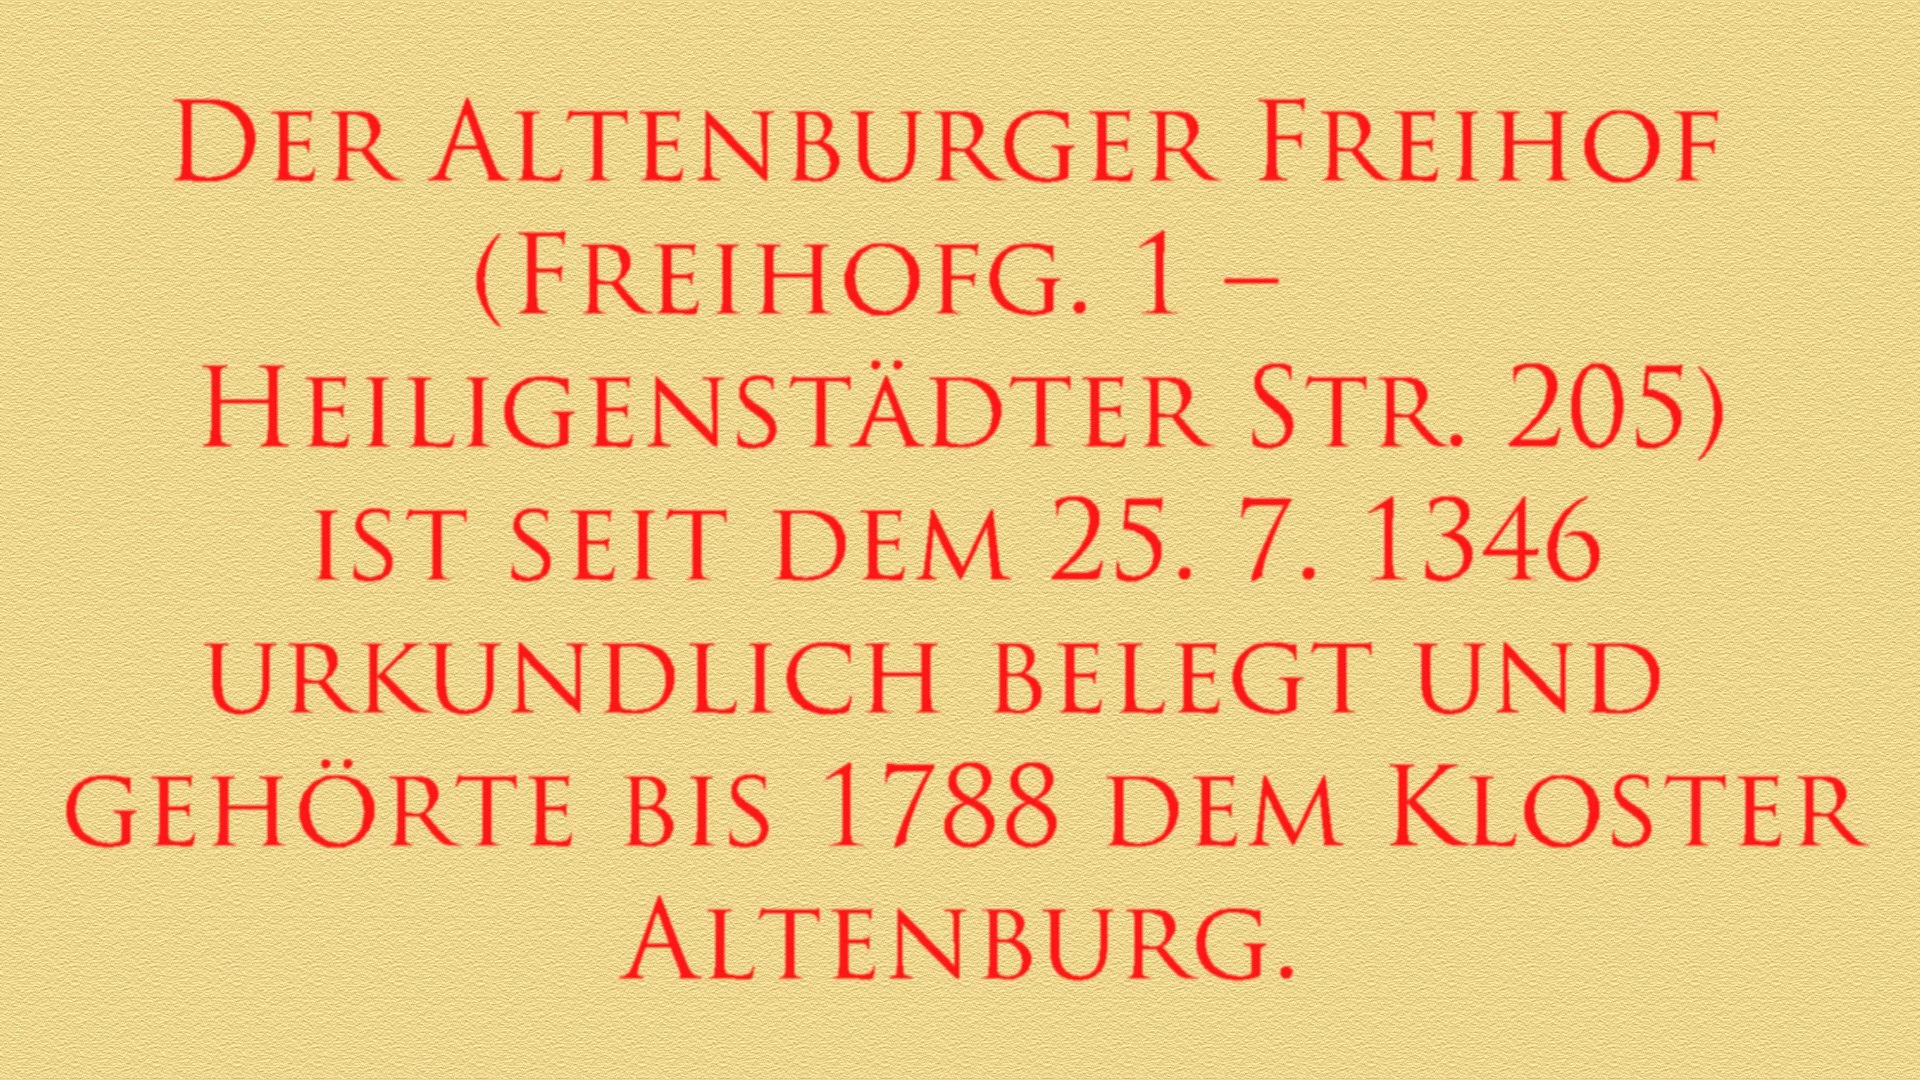 Der Altenburger Freihof
(Freihofg. 1 –
Heiligenstädter Str. 205)
ist seit dem 25. 7. 1346
urkundlich belegt und
gehörte bis 1788 dem Kloster
Altenburg.